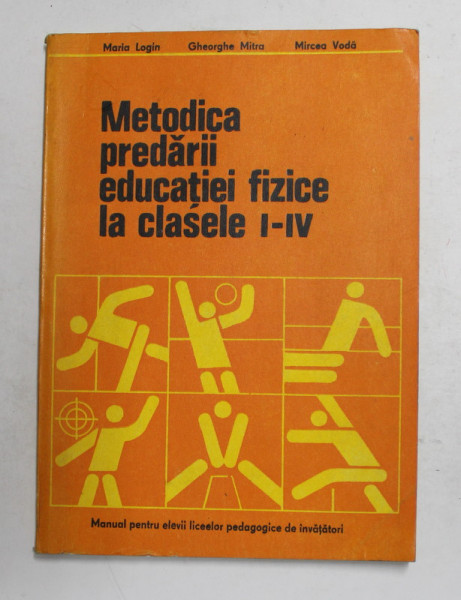 Maria Login Gheorghe Mitra Mircea Vodă
Metodica
predării
educației fizice
la clasele I-IV
Manual pentru elevii liceelor pedagogice de învățători